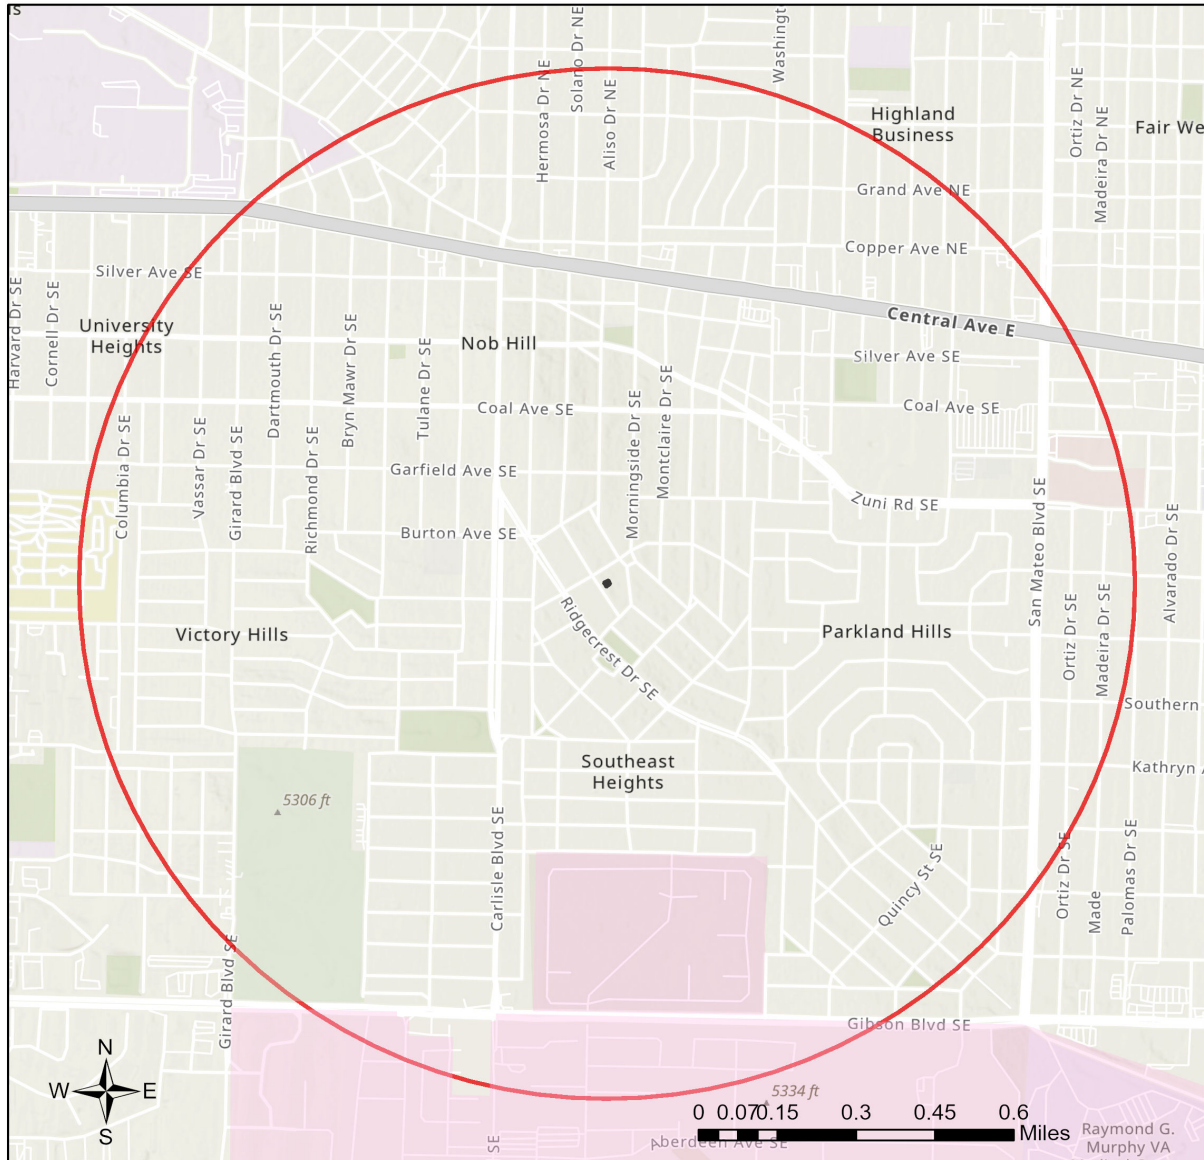 Hermosa Dr NE
Solano Dr NE
Aliso Dr NE
Washingt
Highland
Business
Ortiz Dr NE
Madeira Dr NE
Fair We
Grand Ave NE
Copper Ave NE
Silver Ave SE
Central Ave E
Harvard Dr SE
Cornell Dr SE
University
Heights
Dartmouth Dr SE
Bryn Mawr Dr SE
Tulane Dr SE
Nob Hill
Silver Ave SE
Coal Ave SE
Coal Ave SE
Morningside Dr SE
Montclaire Dr SE
Columbia Dr SE
Vassar Dr SE
Girard Blvd SE
Richmond Dr SE
Garfield Ave SE
Burton Ave SE
Zuni Rd SE
San Mateo Blvd SE
Alvarado Dr SE
Ortiz Dr SE
Madeira Dr SE
Victory Hills
Ridgecrest Dr SE
Parkland Hills
Southern
Southeast
Heights
Kathryn A
5306 ft
Carlisle Blvd SE
Quincy St SE
Ortiz Dr SE
Made
Palomas Dr SE
Girard Blvd SE
Gibson Blvd SE
N
W E
S
5334 ft
0 0.070.15 0.3 0.45 0.6
Miles
SE
Aberdeen Ave SE
Raymond G.
Murphy VA